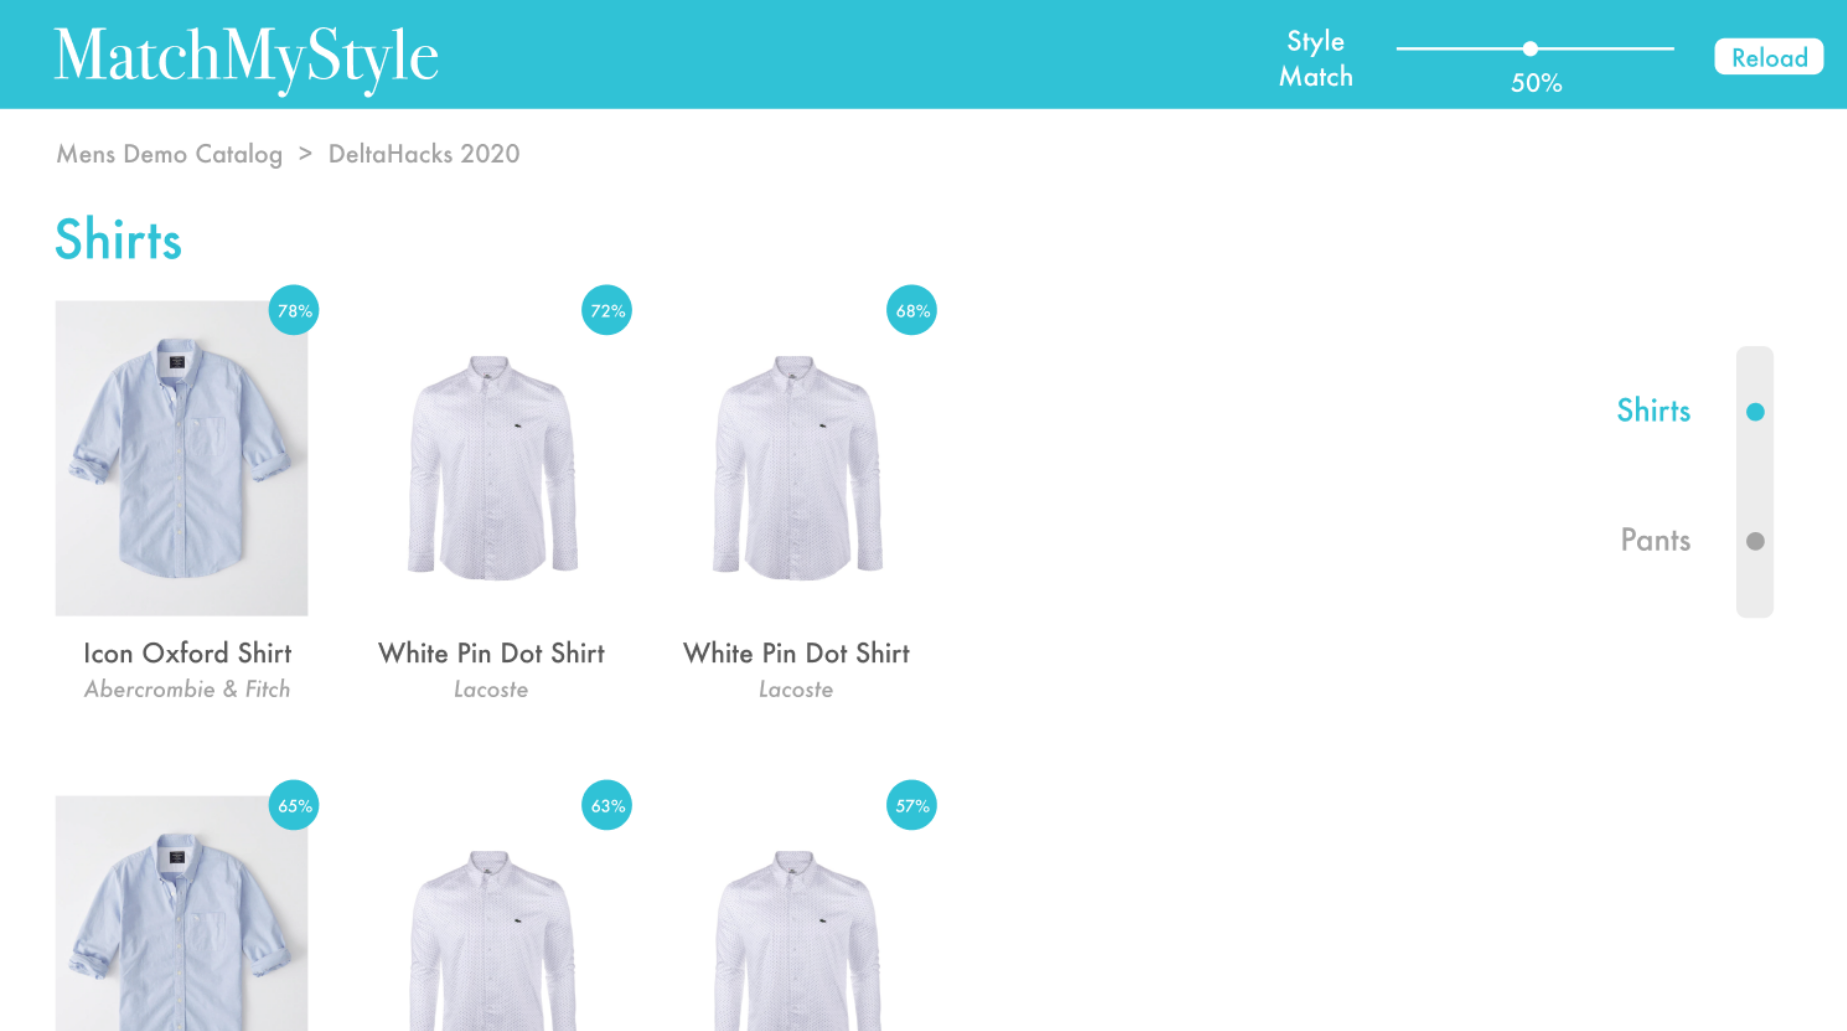 MatchMyStyle
Style
Match
50%
Reload
Mens Demo Catalog > DeltaHacks 2020
Shirts
78%
72%
68%
Icon Oxford Shirt
Abercrombie & Fitch
White Pin Dot Shirt
Lacoste
White Pin Dot Shirt
Lacoste
Shirts
Pants
65%
63%
57%